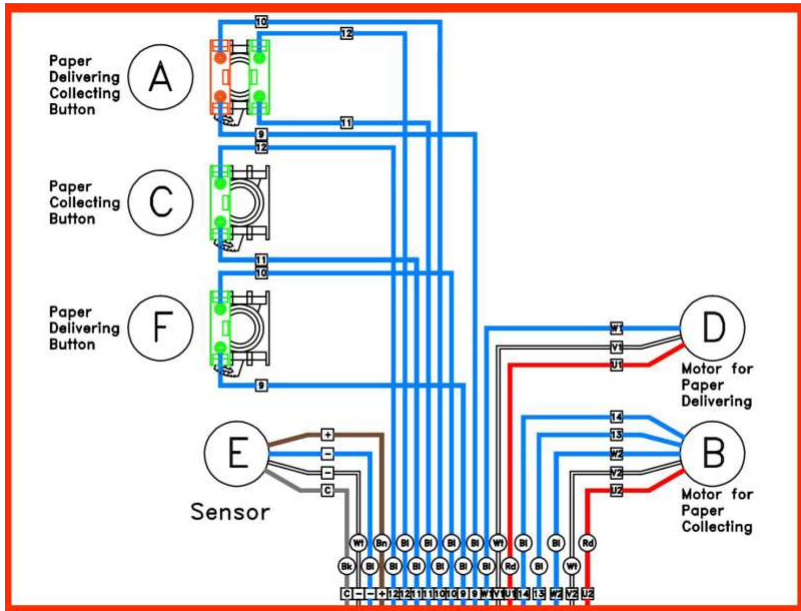 10
12
Paper
Delivering
Collecting
Button
A
11
9
12
Paper
Collecting
Button
C
11
10
Paper
Delivering
Button
F
9
W1
V1
U1
D
Motor for
Paper
Delivering
14
13
W2
V2
U2
B
Motor for
Paper
Collecting
+
-
-
C
E
Sensor
Wt Bn Bl Bl Bl Bl Wt Bl Bl Rd
Bk Bl Bl Bl Bl Bl Rd Bl Wt
C - - + 12 12 11 11 10 10 9 9 W1 V1 U1 14 13 W2 V2 U2